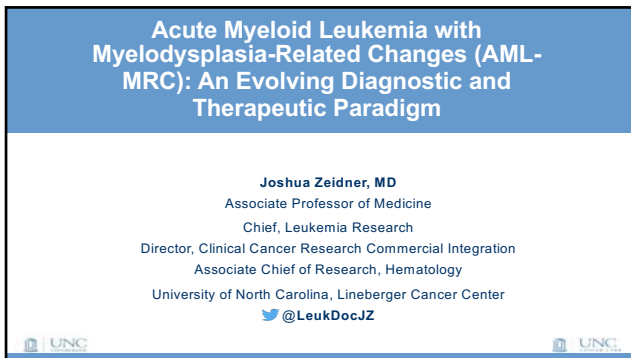 Acute Myeloid Leukemia with
Myelodysplasia-Related Changes (AML-
MRC): An Evolving Diagnostic and
Therapeutic Paradigm
Joshua Zeidner, MD
Associate Professor of Medicine
Chief, Leukemia Research
Director, Clinical Cancer Research Commercial Integration
Associate Chief of Research, Hematology
University of North Carolina, Lineberger Cancer Center
@LeukDocJZ
UNC
UNC